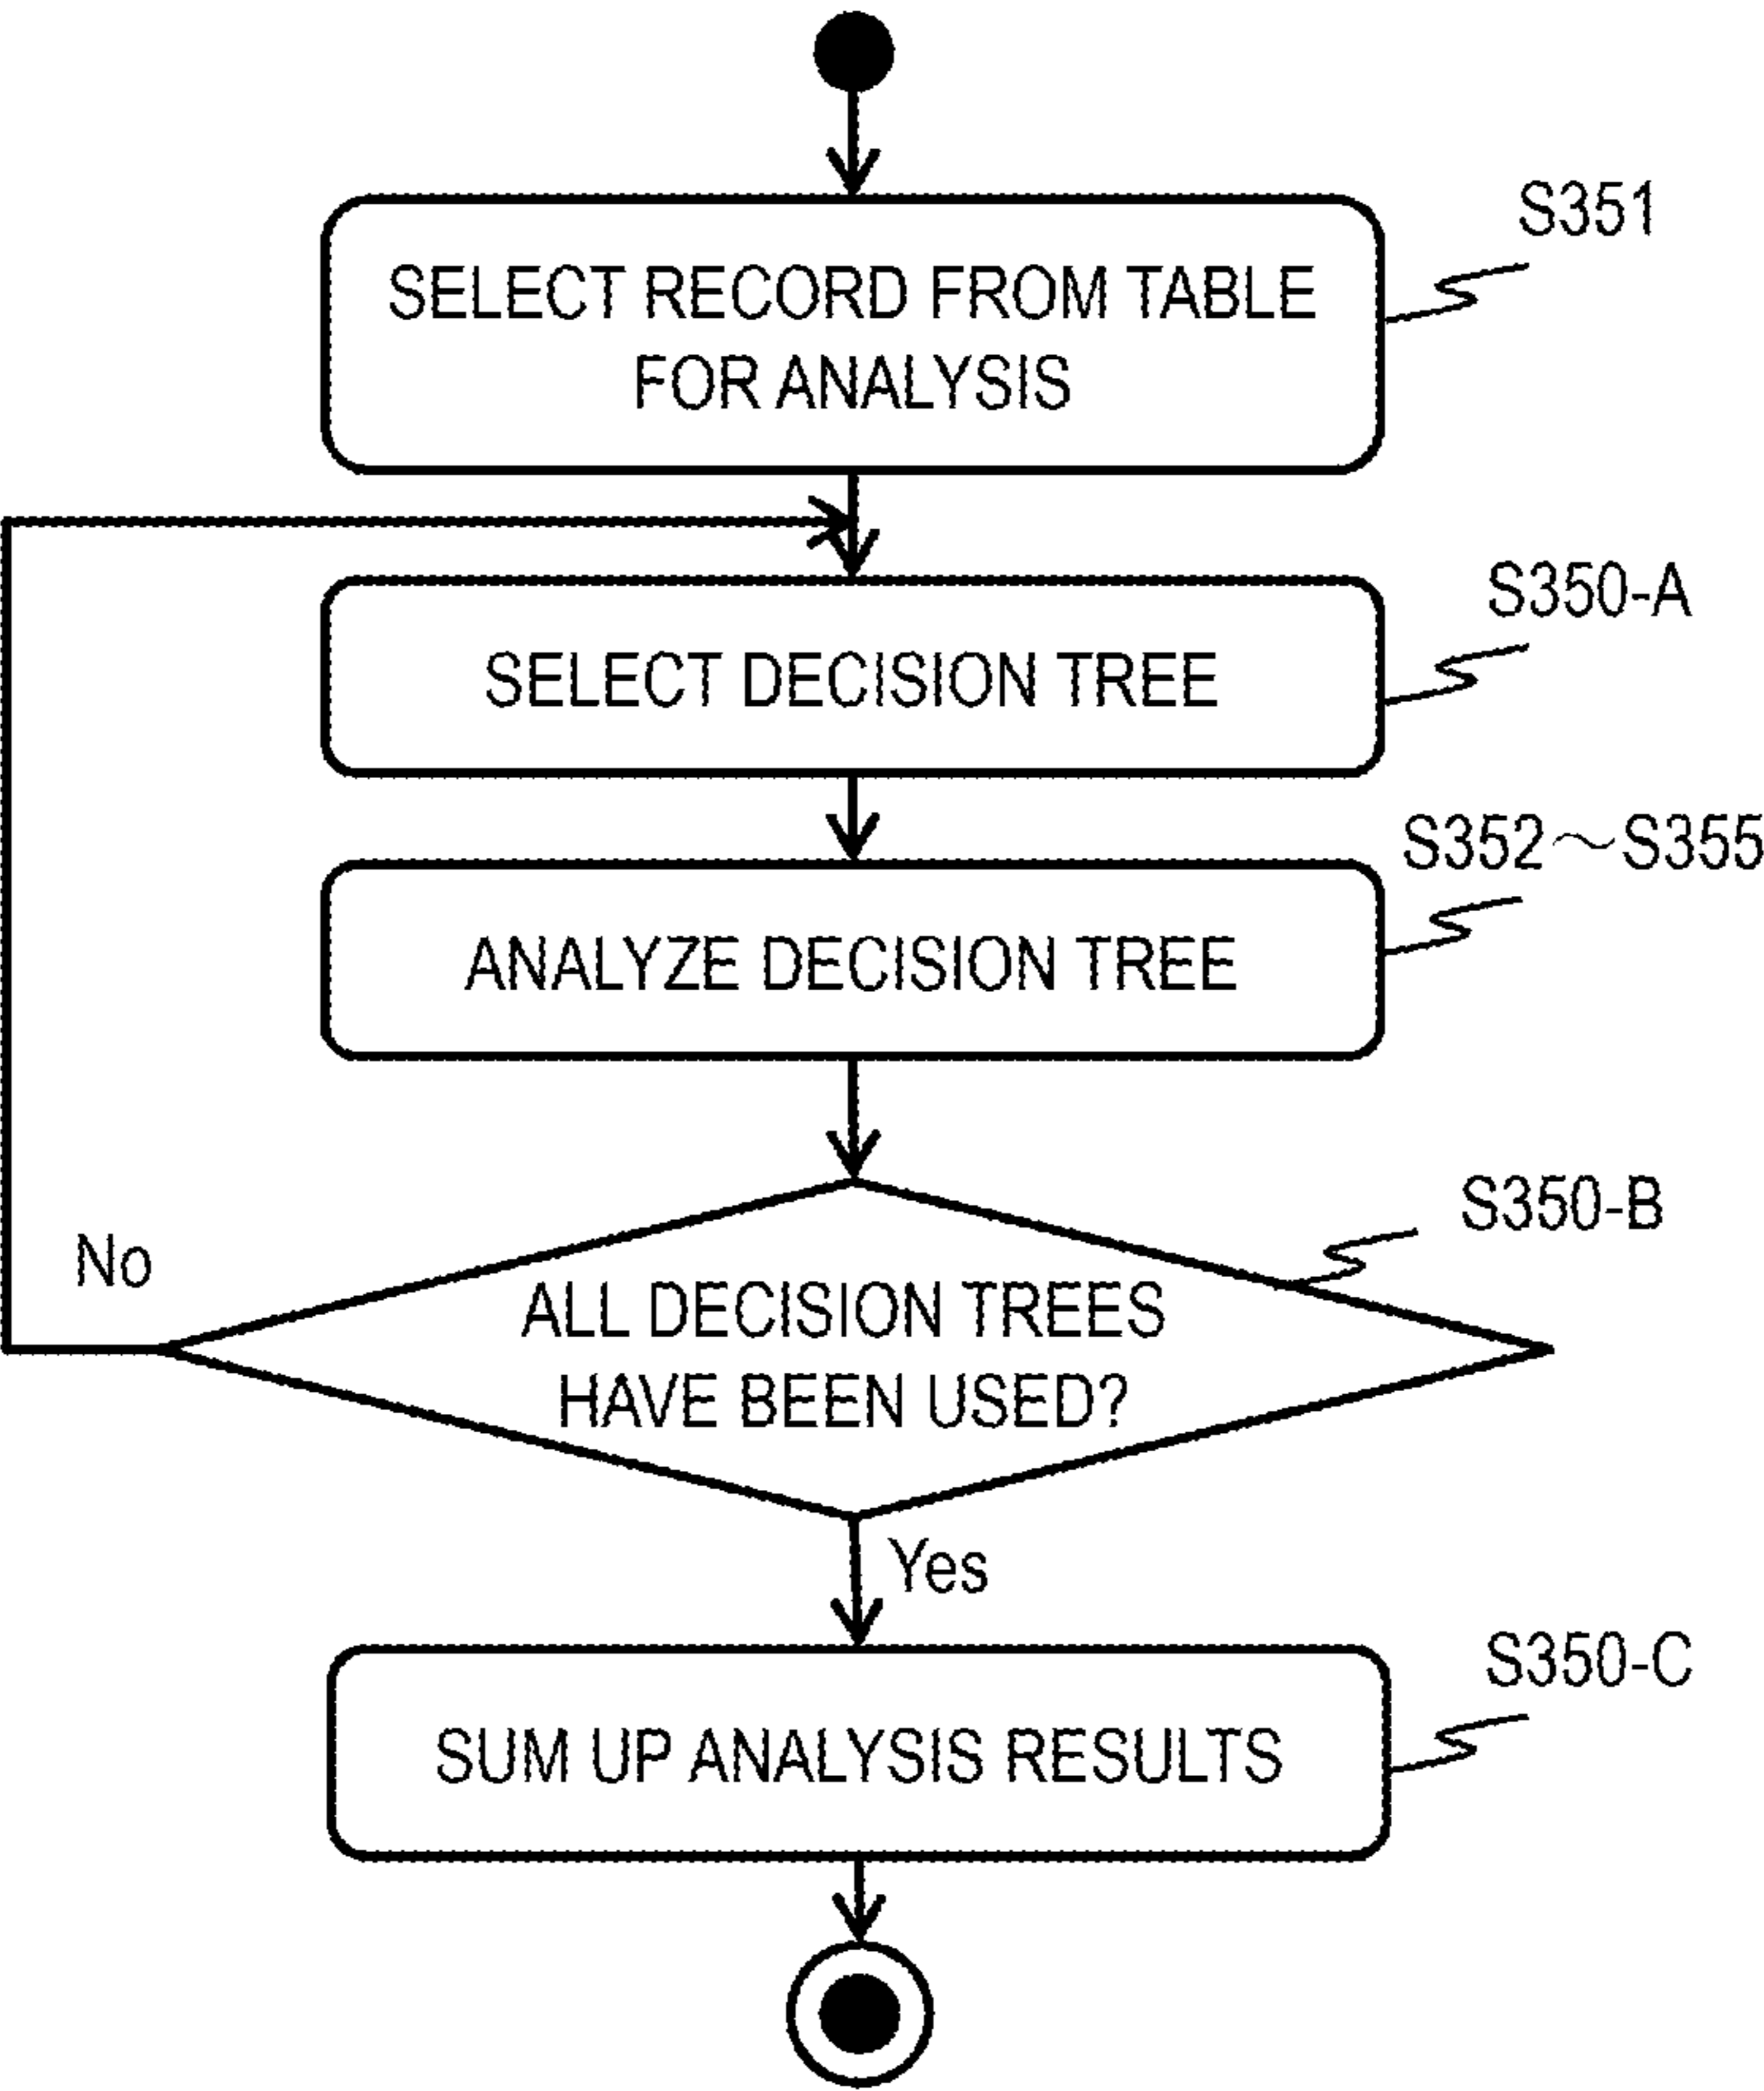 S351
SELECT RECORD FROM TABLE
FOR ANALYSIS
S350-A
SELECT DECISION TREE
S352～S355
ANALYZE DECISION TREE
S350-B
No
ALL DECISION TREES
HAVE BEEN USED?
Yes
S350-C
SUM UP ANALYSIS RESULTS